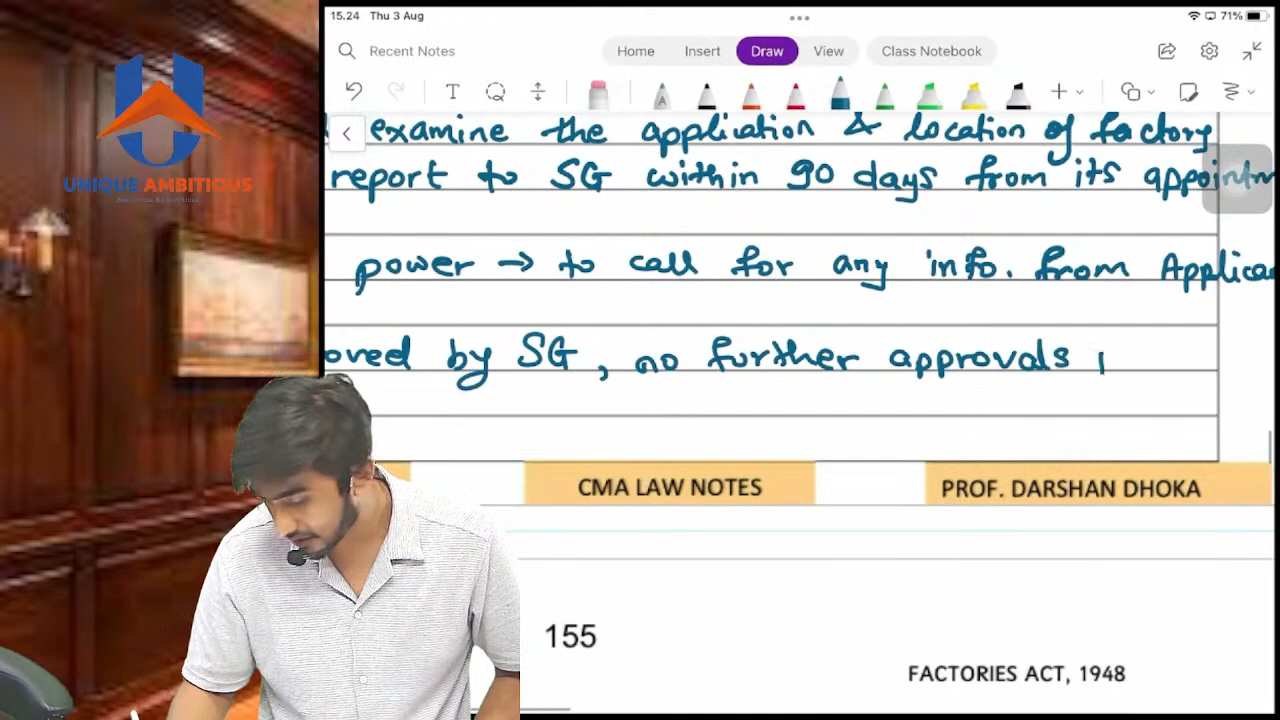 15.24 Thu 3 Aug
71%
Recent Notes
Home Insert Draw View Class Notebook
examine the application & location of factory
report to SG within 90 days from its appointm
power → to call for any info. from Applica
oved by SG, no further approvals
CMA LAW NOTES
PROF. DARSHAN DHOKA
155
FACTORIES ACT, 1948
UNIQUE AMBITIOUS